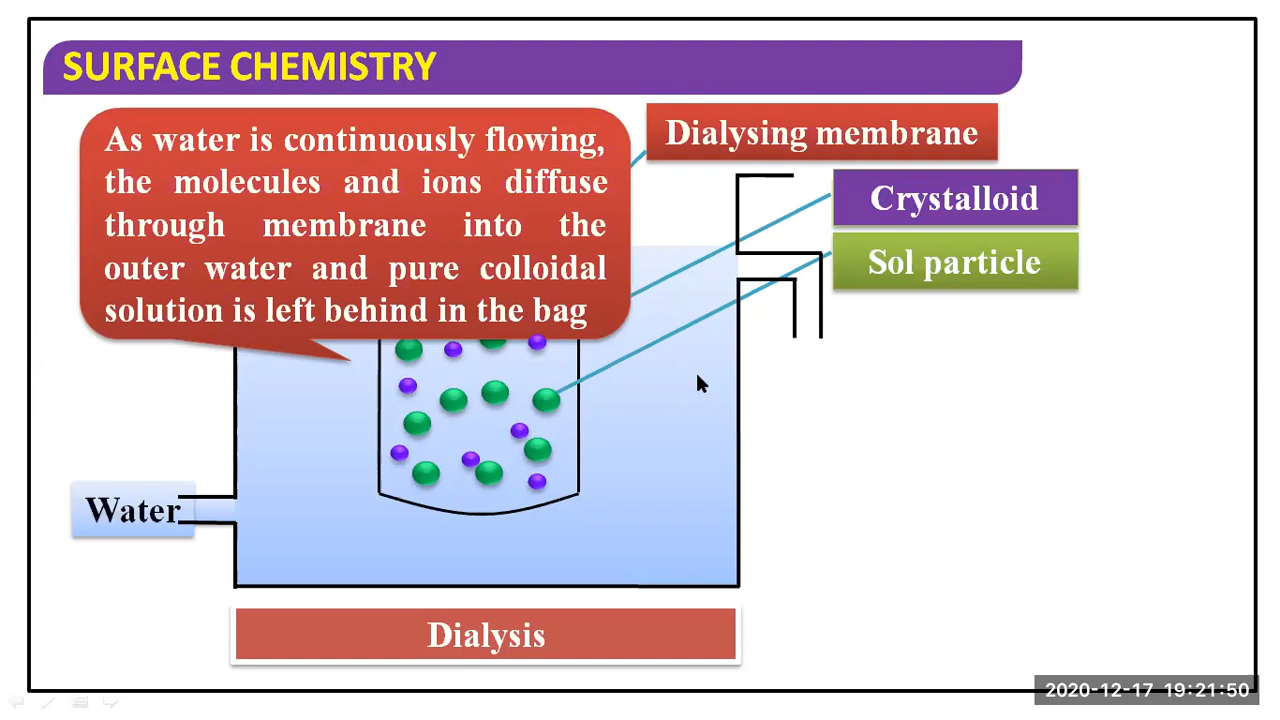 SURFACE CHEMISTRY
As water is continuously flowing,
the molecules and ions diffuse
through membrane into the
outer water and pure colloidal
solution is left behind in the bag
Dialysing membrane
Crystalloid
Sol particle
Water
Dialysis
2020-12-17 19:21:50